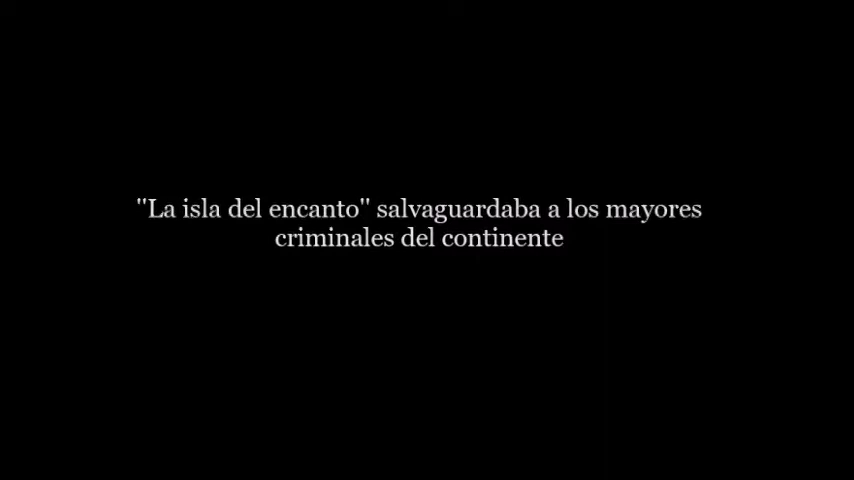 "La isla del encanto" salvaguardaba a los mayores
criminales del continente